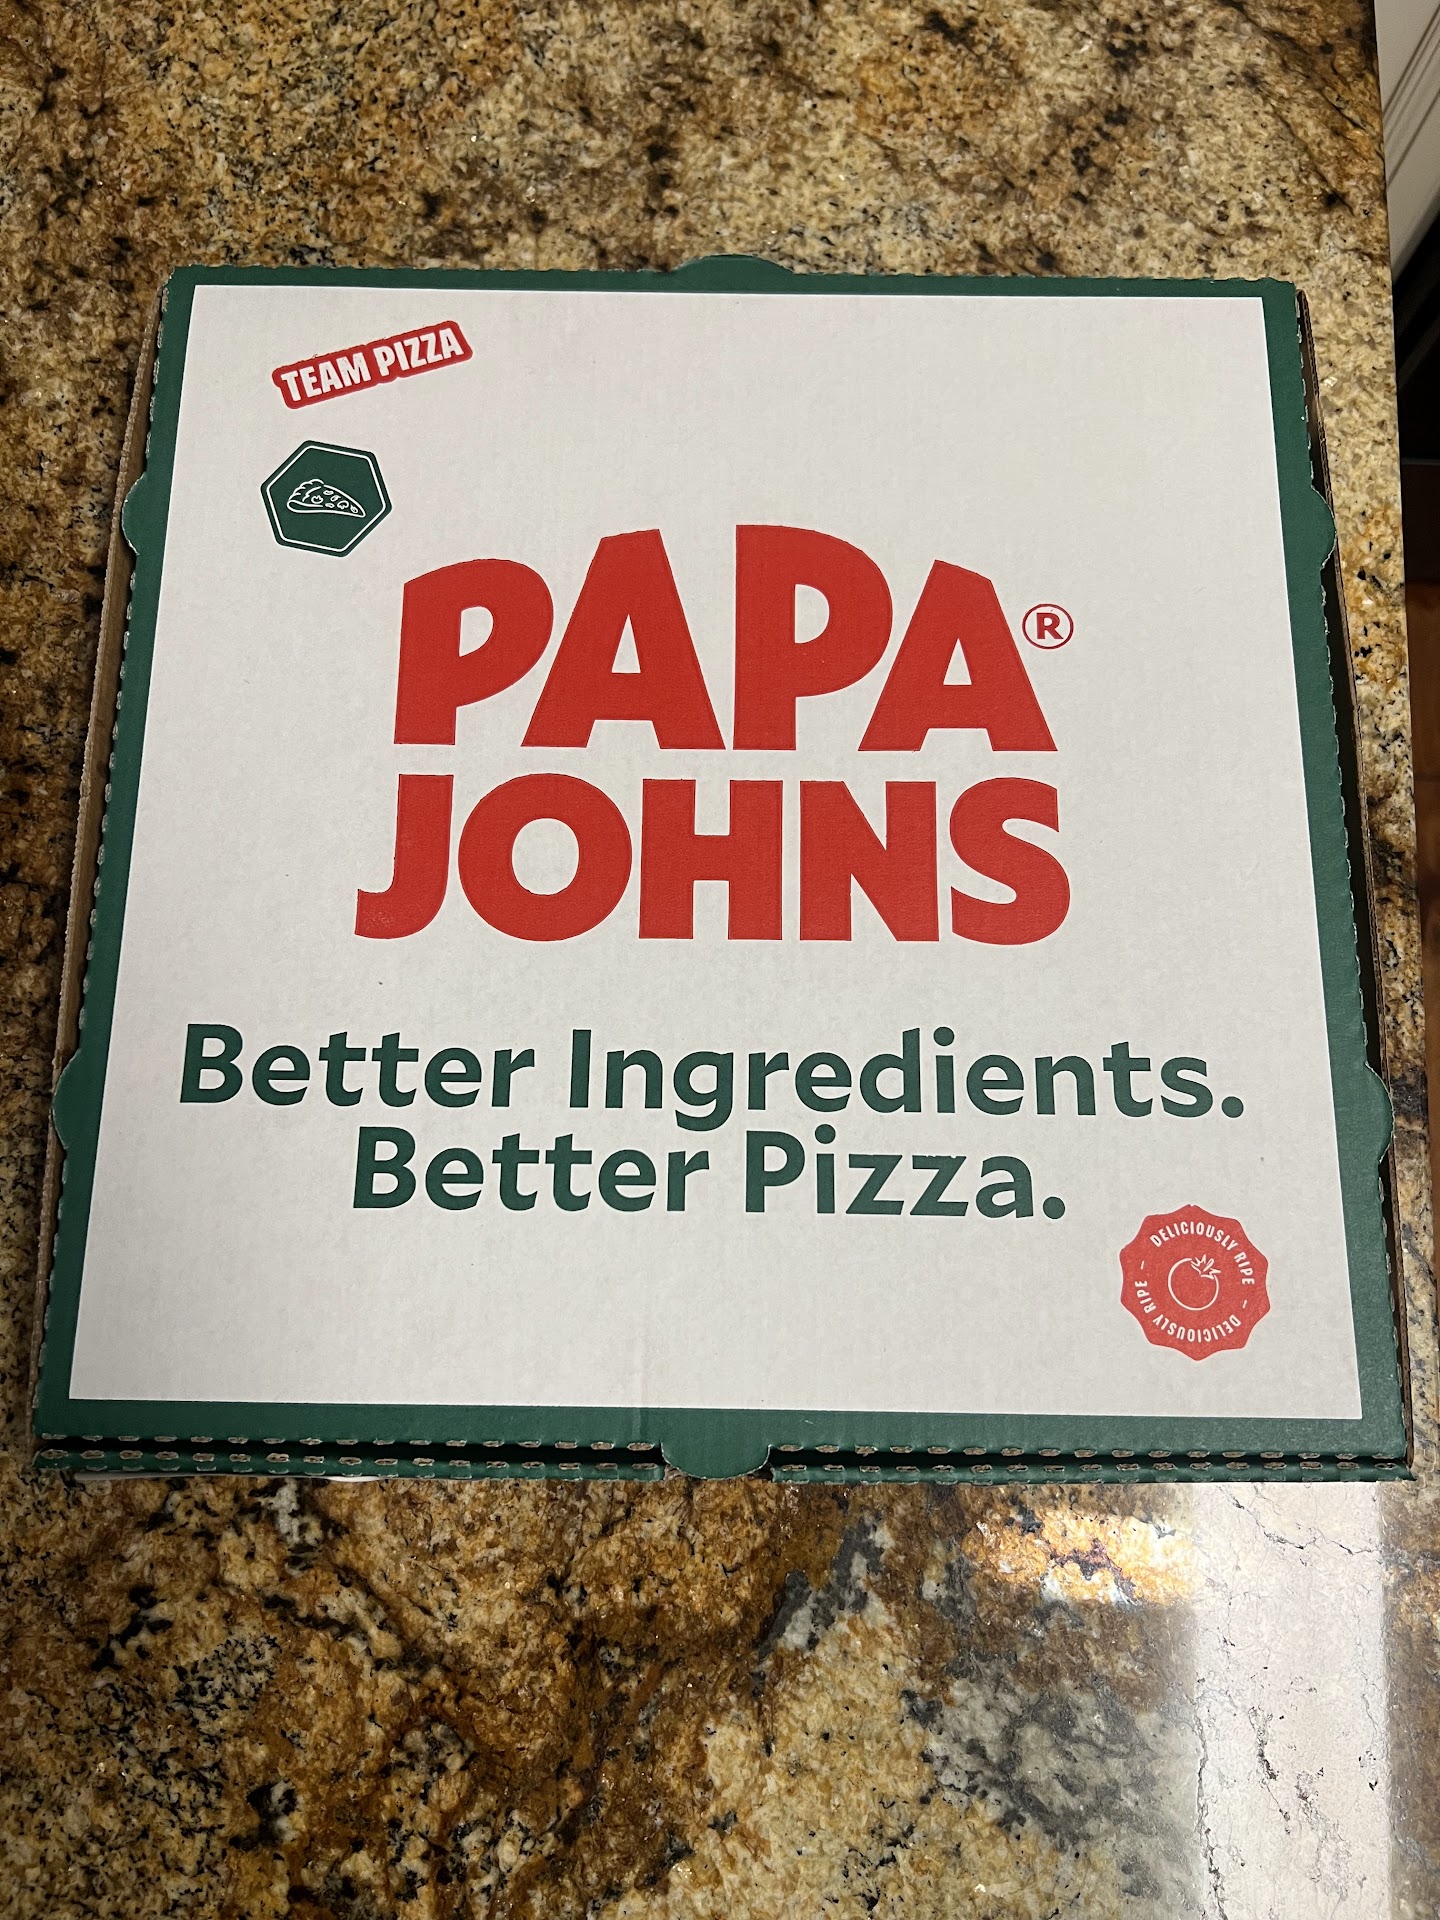 TEAM PIZZA
PAPA
JOHNS®
Better Ingredients.
Better Pizza.
DELICIOUSLY RIPE – DELICIOUSLY RIPE –